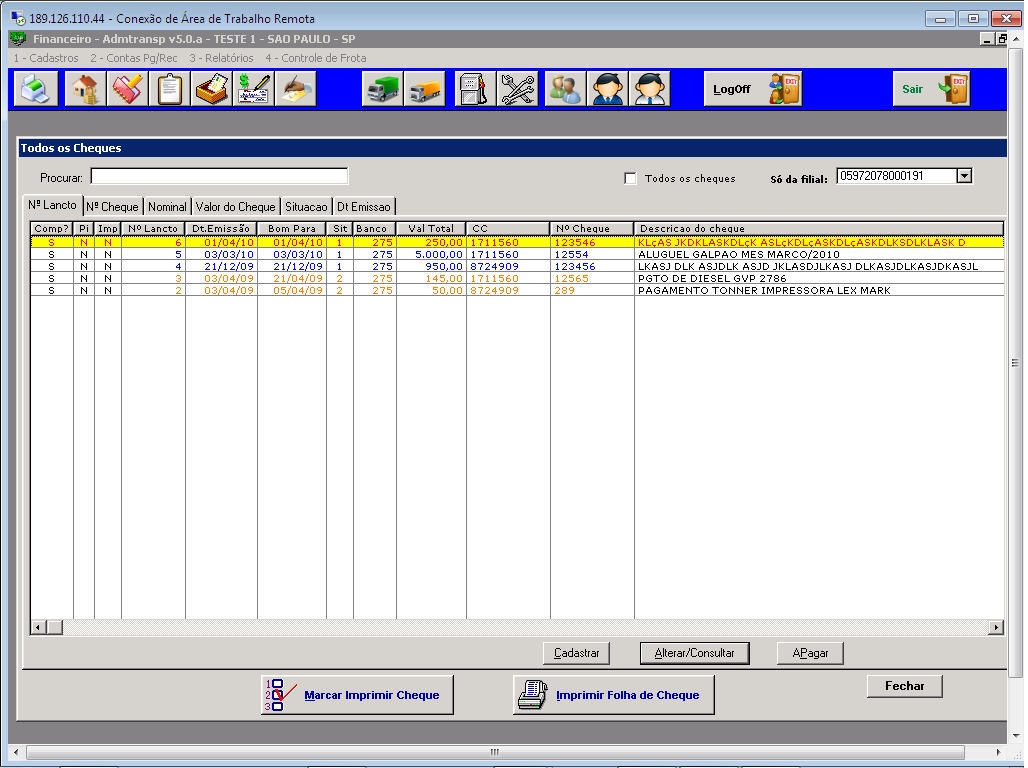 189.126.110.44 - Conexão de Área de Trabalho Remota
Financeiro - Admtransp v5.0.a - TESTE 1 - SAO PAULO - SP
1 - Cadastros 2 - Contas Pg/Rec 3 - Relatórios 4 - Controle de Frota
LogOff EXIT Sair EXIT
Todos os Cheques
Procurar: Todos os cheques Só da filial: 05972078000191
Nº Lancto Nº Cheque Nominal Valor do Cheque Situacao Dt Emissao
Comp? Pi Imp Nº Lancto Dt.Emissão Bom Para Sit Banco Val Total CC Nº Cheque Descricao do cheque
S N N 6 01/04/10 01/04/10 1 275 250,00 1711560 123546 KLçAS JKDKLASKDLçK ASLçKDLçASKDLçASKDLKSDLKLASK D
S N N 5 03/03/10 03/03/10 1 275 5.000,00 1711560 12554 ALUGUEL GALPAO MES MARCO/2010
S N N 4 21/12/09 21/12/09 1 275 950,00 8724909 123456 LKASJ DLK ASJDLK ASJD JKLASDJLKASJ DLKASJDLKASJDKASJL
S N N 3 03/04/09 21/04/09 2 275 145,00 1711560 12565 PGTO DE DIESEL GVP 2786
S N N 2 03/04/09 05/04/09 2 275 50,00 8724909 289 PAGAMENTO TONNER IMPRESSORA LEX MARK
Cadastrar Alterar/Consultar APagar
1 2 3 Marcar Imprimir Cheque Imprimir Folha de Cheque Fechar